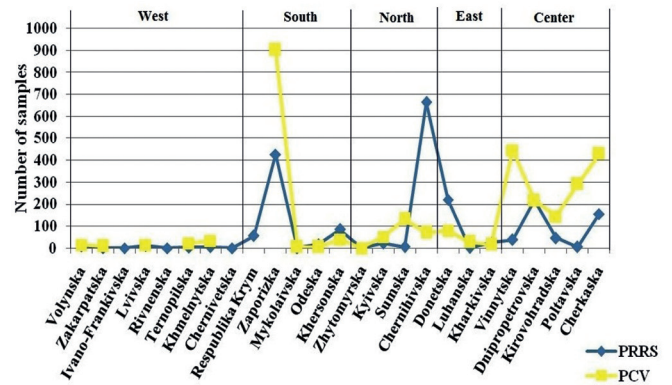 West South North East Center
1000
900
800
700
600
500
400
300
200
100
0
Number of samples
Volynska
Zakarpatska
Ivano-Frankivska
Lvivska
Rivnenska
Ternopilska
Khmelnytska
Chernivetska
Respublika Krym
Zaporizka
Mykolaivska
Odeska
Khersonska
Zhytomyrska
Kyivska
Sumska
Chernihivska
Donetska
Luhanska
Kharkivska
Vinnytska
Dnipropetrovska
Kirovohradska
Poltavska
Cherkaska
PRRS
PCV